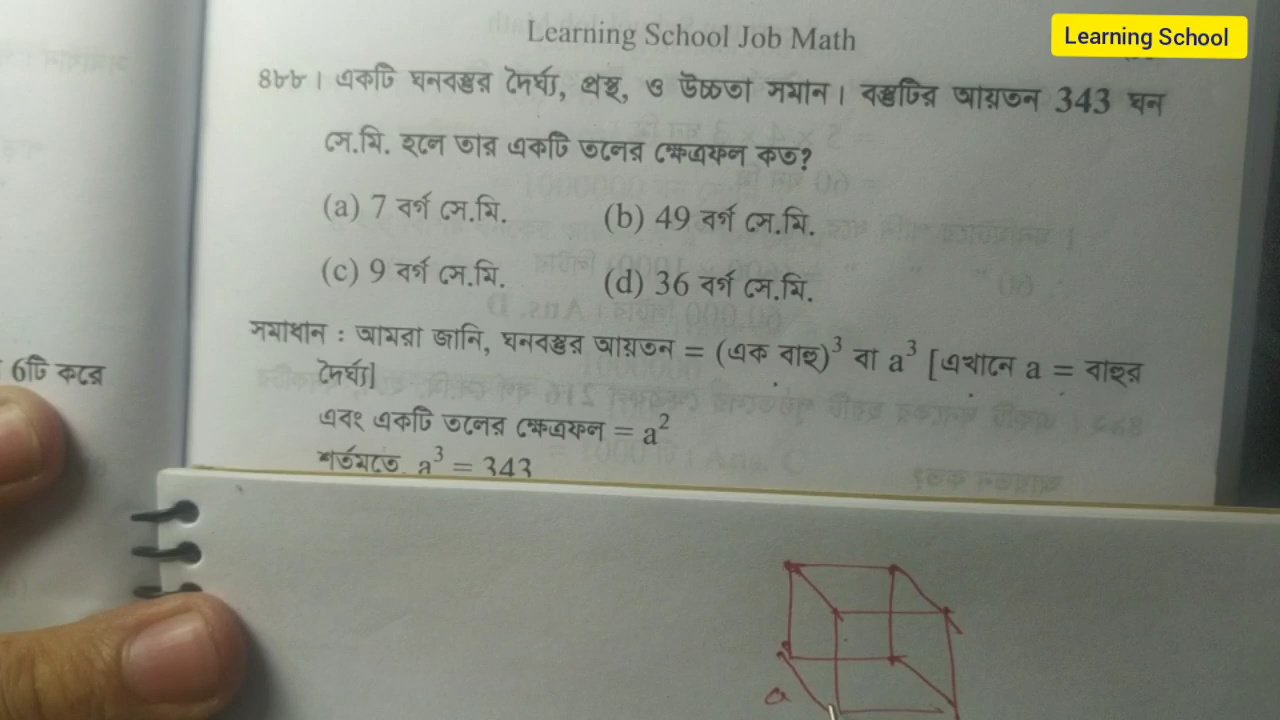 Learning School Job Math
Learning School
৪৮৮। একটি ঘনবস্তুর দৈর্ঘ্য, প্রস্থ, ও উচ্চতা সমান। বস্তুটির আয়তন 343 ঘন
সে.মি. হলে তার একটি তলের ক্ষেত্রফল কত?
(a) 7 বর্গ সে.মি. (b) 49 বর্গ সে.মি.
(c) 9 বর্গ সে.মি. (d) 36 বর্গ সে.মি.
সমাধান : আমরা জানি, ঘনবস্তুর আয়তন = (এক বাহু)³ বা a³ [এখানে a = বাহুর
দৈর্ঘ্য]
6টি করে
এবং একটি তলের ক্ষেত্রফল = a²
শর্তমতে, a³ = 343
a